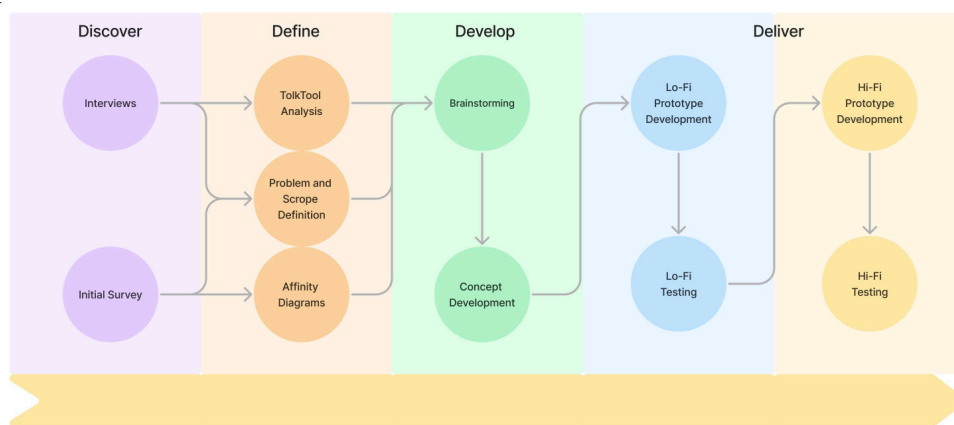 Discover
Define
Develop
Deliver
Interviews
TolkTool
Analysis
Brainstorming
Lo-Fi
Prototype
Development
Hi-Fi
Prototype
Development
Problem and
Scrope
Definition
Initial Survey
Affinity
Diagrams
Concept
Development
Lo-Fi
Testing
Hi-Fi
Testing